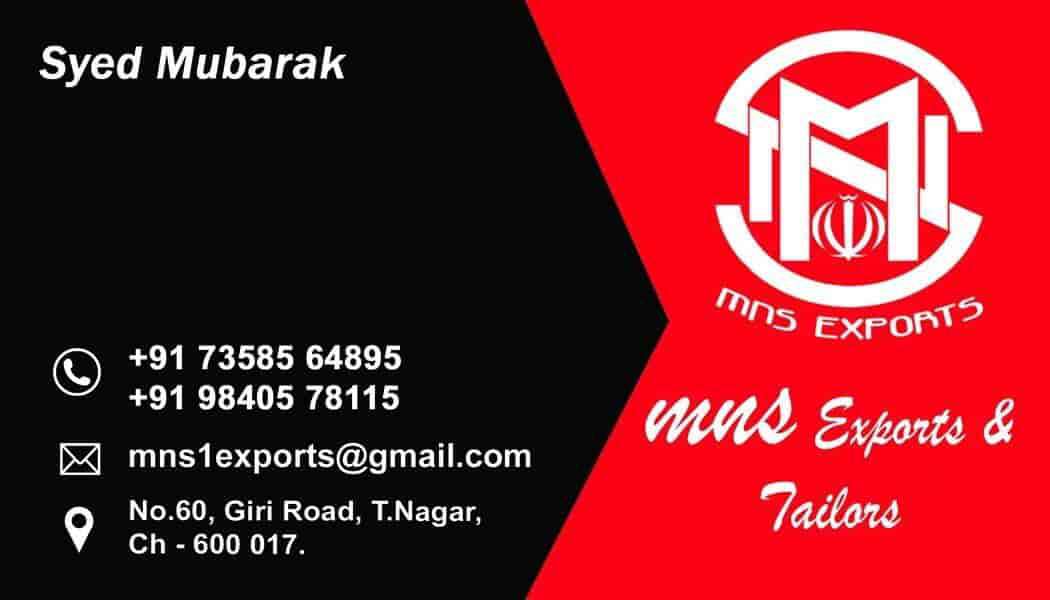 Syed Mubarak
+91 73585 64895
+91 98405 78115
mns1exports@gmail.com
No.60, Giri Road, T.Nagar,
Ch - 600 017.
MNS
MNS EXPORTS
mns Exports &
Tailors